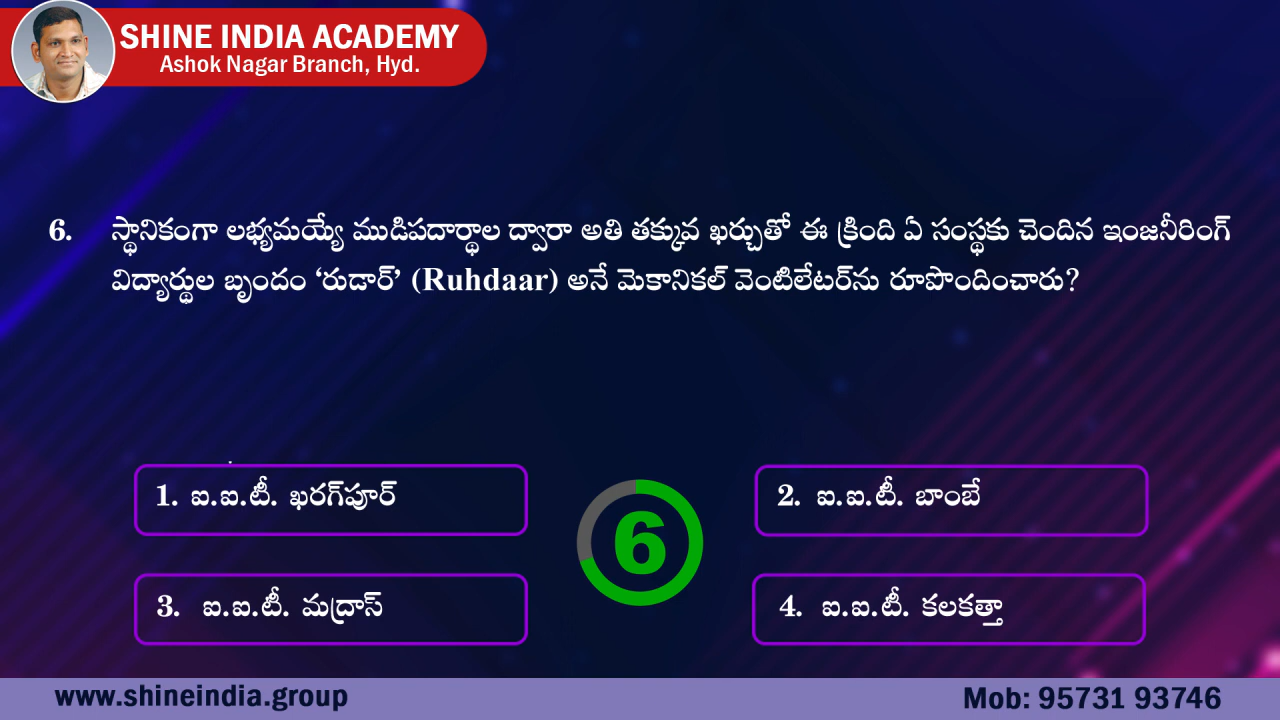 SHINE INDIA ACADEMY
Ashok Nagar Branch, Hyd.
6. స్థానికంగా లభ్యమయ్యే ముడిపదార్థాల ద్వారా అతి తక్కువ ఖర్చుతో ఈ క్రింది ఏ సంస్థకు చెందిన ఇంజనీరింగ్
విద్యార్థుల బృందం ‘రుడార్’ (Ruhdaar) అనే మెకానికల్ వెంటిలేటర్‌ను రూపొందించారు?
1. ఐ.ఐ.టీ. ఖరగ్‌పూర్
2. ఐ.ఐ.టీ. బాంబే
6
3. ఐ.ఐ.టీ. మద్రాస్
4. ఐ.ఐ.టీ. కలకత్తా
www.shineindia.group
Mob: 95731 93746